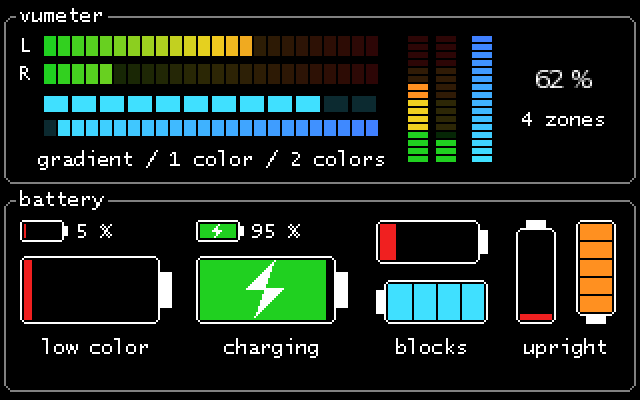 vumeter
L
R
62 %
4 zones
gradient / 1 color / 2 colors
battery
5 %
95 %
low color
charging
blocks
upright